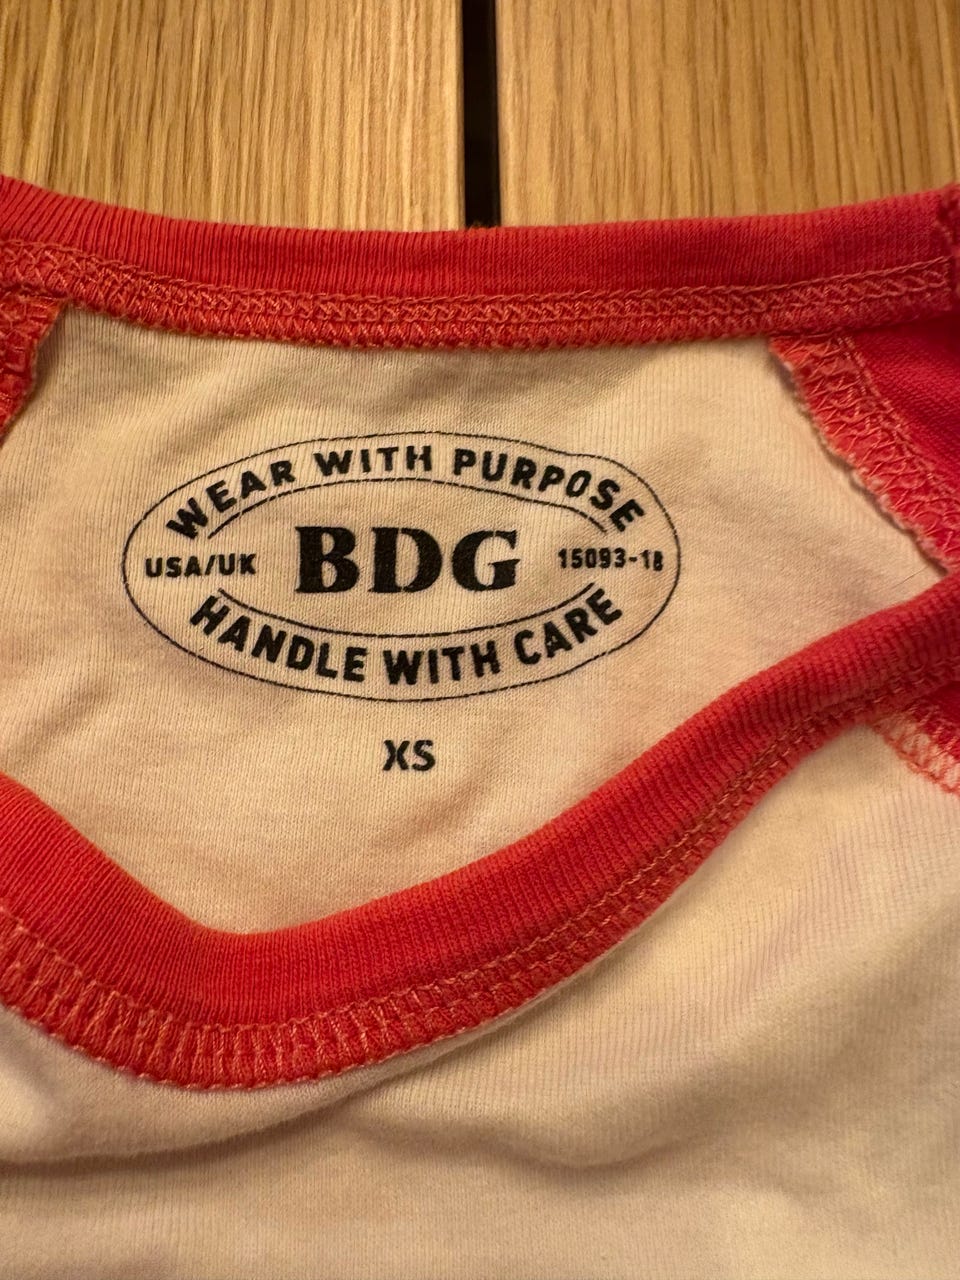 WEAR WITH PURPOSE
USA/UK BDG 15093-18
HANDLE WITH CARE
XS